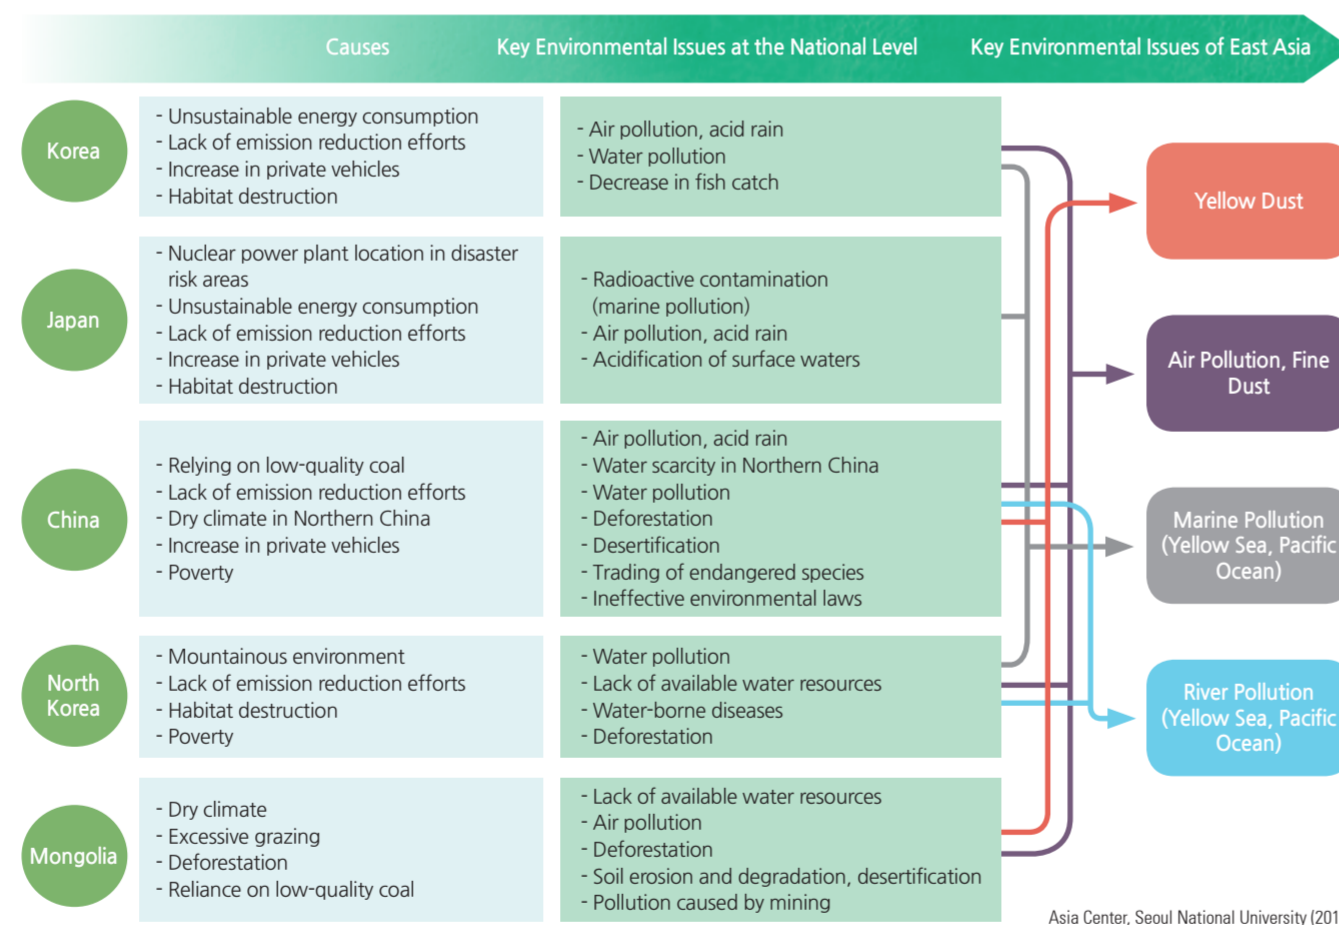 Causes
Key Environmental Issues at the National Level
Key Environmental Issues of East Asia
Korea
- Unsustainable energy consumption
- Lack of emission reduction efforts
- Increase in private vehicles
- Habitat destruction
- Air pollution, acid rain
- Water pollution
- Decrease in fish catch
Japan
- Nuclear power plant location in disaster
risk areas
- Unsustainable energy consumption
- Lack of emission reduction efforts
- Increase in private vehicles
- Habitat destruction
- Radioactive contamination
(marine pollution)
- Air pollution, acid rain
- Acidification of surface waters
China
- Relying on low-quality coal
- Lack of emission reduction efforts
- Dry climate in Northern China
- Increase in private vehicles
- Poverty
- Air pollution, acid rain
- Water scarcity in Northern China
- Water pollution
- Deforestation
- Desertification
- Trading of endangered species
- Ineffective environmental laws
North
Korea
- Mountainous environment
- Lack of emission reduction efforts
- Habitat destruction
- Poverty
- Water pollution
- Lack of available water resources
- Water-borne diseases
- Deforestation
Mongolia
- Dry climate
- Excessive grazing
- Deforestation
- Reliance on low-quality coal
- Lack of available water resources
- Air pollution
- Deforestation
- Soil erosion and degradation, desertification
- Pollution caused by mining
Yellow Dust
Air Pollution, Fine
Dust
Marine Pollution
(Yellow Sea, Pacific
Ocean)
River Pollution
(Yellow Sea, Pacific
Ocean)
Asia Center, Seoul National University (201